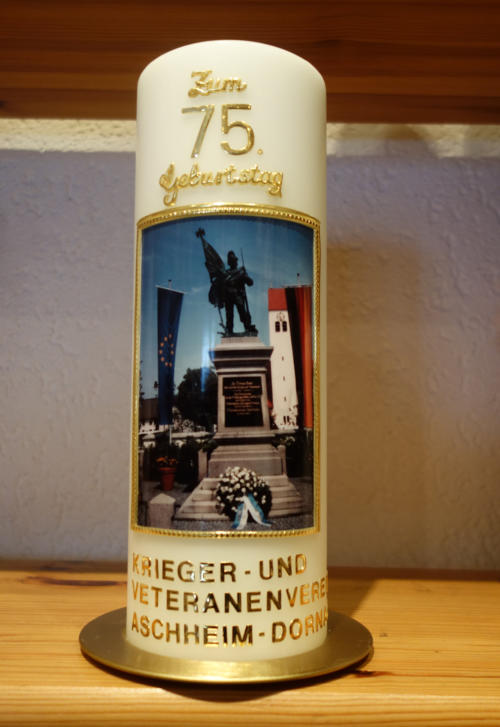 Zum
75.
Geburtstag
KRIEGER-UND
VETERANENVERE
ASCHHEIM-DORNA